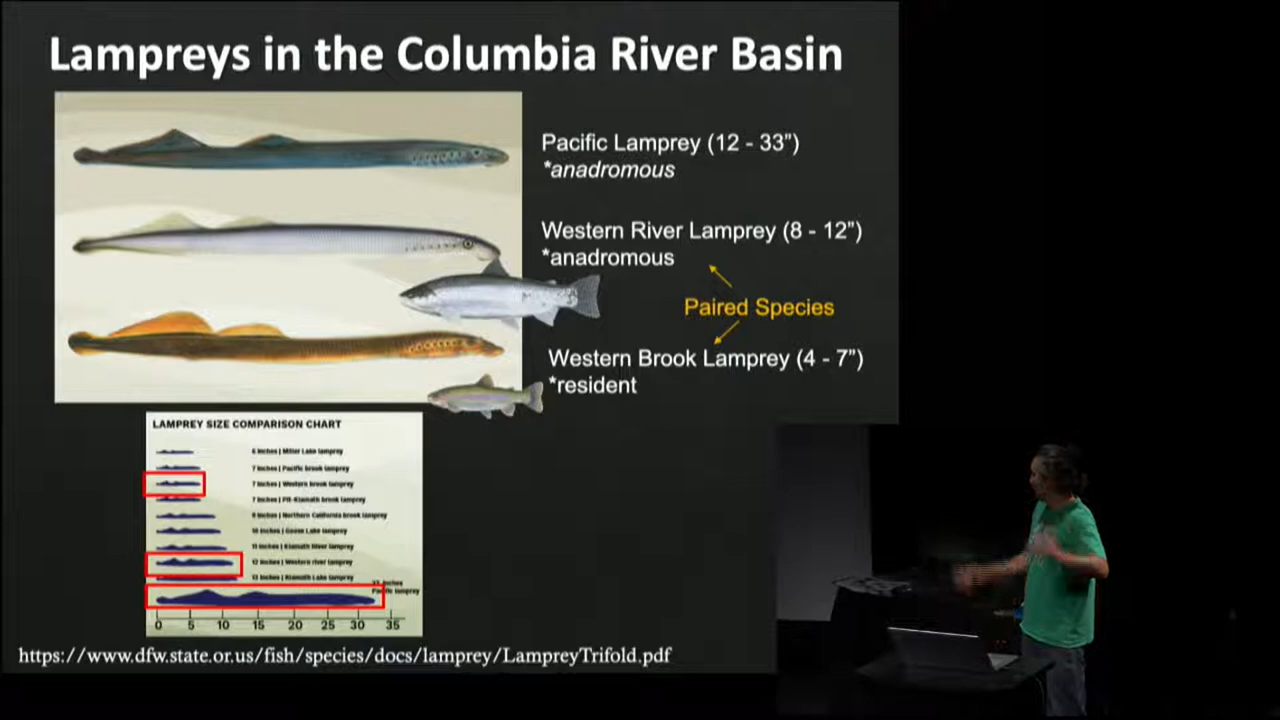 Lampreys in the Columbia River Basin
Pacific Lamprey (12 - 33”)
*anadromous
Western River Lamprey (8 - 12”)
*anadromous
Paired Species
Western Brook Lamprey (4 - 7”)
*resident
LAMPREY SIZE COMPARISON CHART
6 inches | Miller Lake lamprey
7 inches | Pacific brook lamprey
7 inches | Western brook lamprey
7 inches | Pit-Klamath brook lamprey
9 inches | Northern California brook lamprey
10 inches | Goose Lake lamprey
11 inches | Klamath River lamprey
12 inches | Western river lamprey
13 inches | Klamath Lake lamprey
inches
Pacific lamprey
0 5 10 15 20 25 30 35
https://www.dfw.state.or.us/fish/species/docs/lamprey/LampreyTrifold.pdf